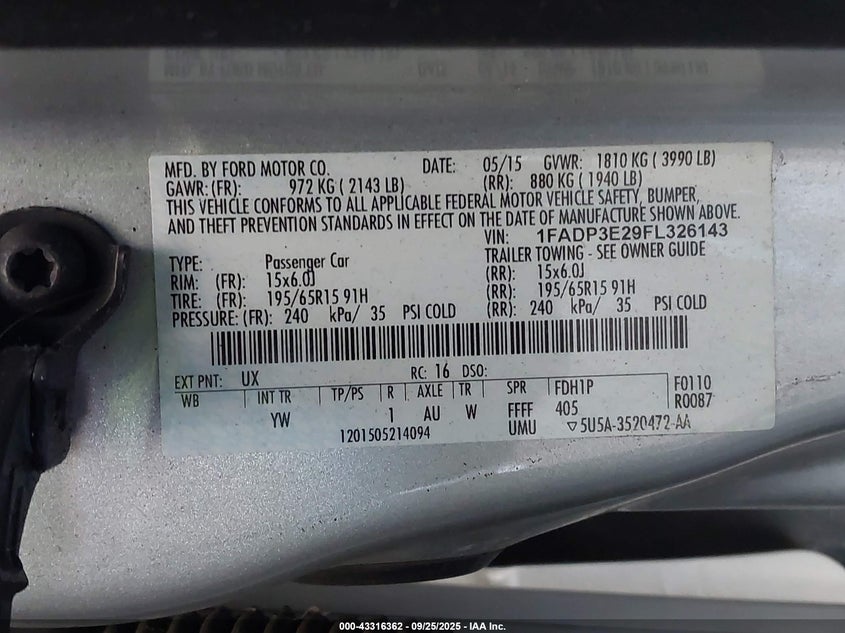 MFD. BY FORD MOTOR CO. DATE: 05/15 GVWR: 1810 KG ( 3990 LB)
GAWR: (FR): 972 KG ( 2143 LB) (RR): 880 KG ( 1940 LB)
THIS VEHICLE CONFORMS TO ALL APPLICABLE FEDERAL MOTOR VEHICLE SAFETY, BUMPER,
AND THEFT PREVENTION STANDARDS IN EFFECT ON THE DATE OF MANUFACTURE SHOWN ABOVE.
VIN: 1FADP3E29FL326143
TYPE: Passenger Car TRAILER TOWING - SEE OWNER GUIDE
RIM: (FR): 15x6.0J (RR): 15x6.0J
TIRE: (FR): 195/65R15 91H (RR): 195/65R15 91H
PRESSURE: (FR): 240 kPa/ 35 PSI COLD (RR): 240 kPa/ 35 PSI COLD
EXT PNT: UX RC: 16 DSO:
WB INT TR TP/PS R AXLE TR SPR FDH1P F0110
YW 1 AU W FFFF 405 R0087
1201505214094 UMU ▽5U5A-3520472-AA
000-43316362 - 09/25/2025 - IAA Inc.